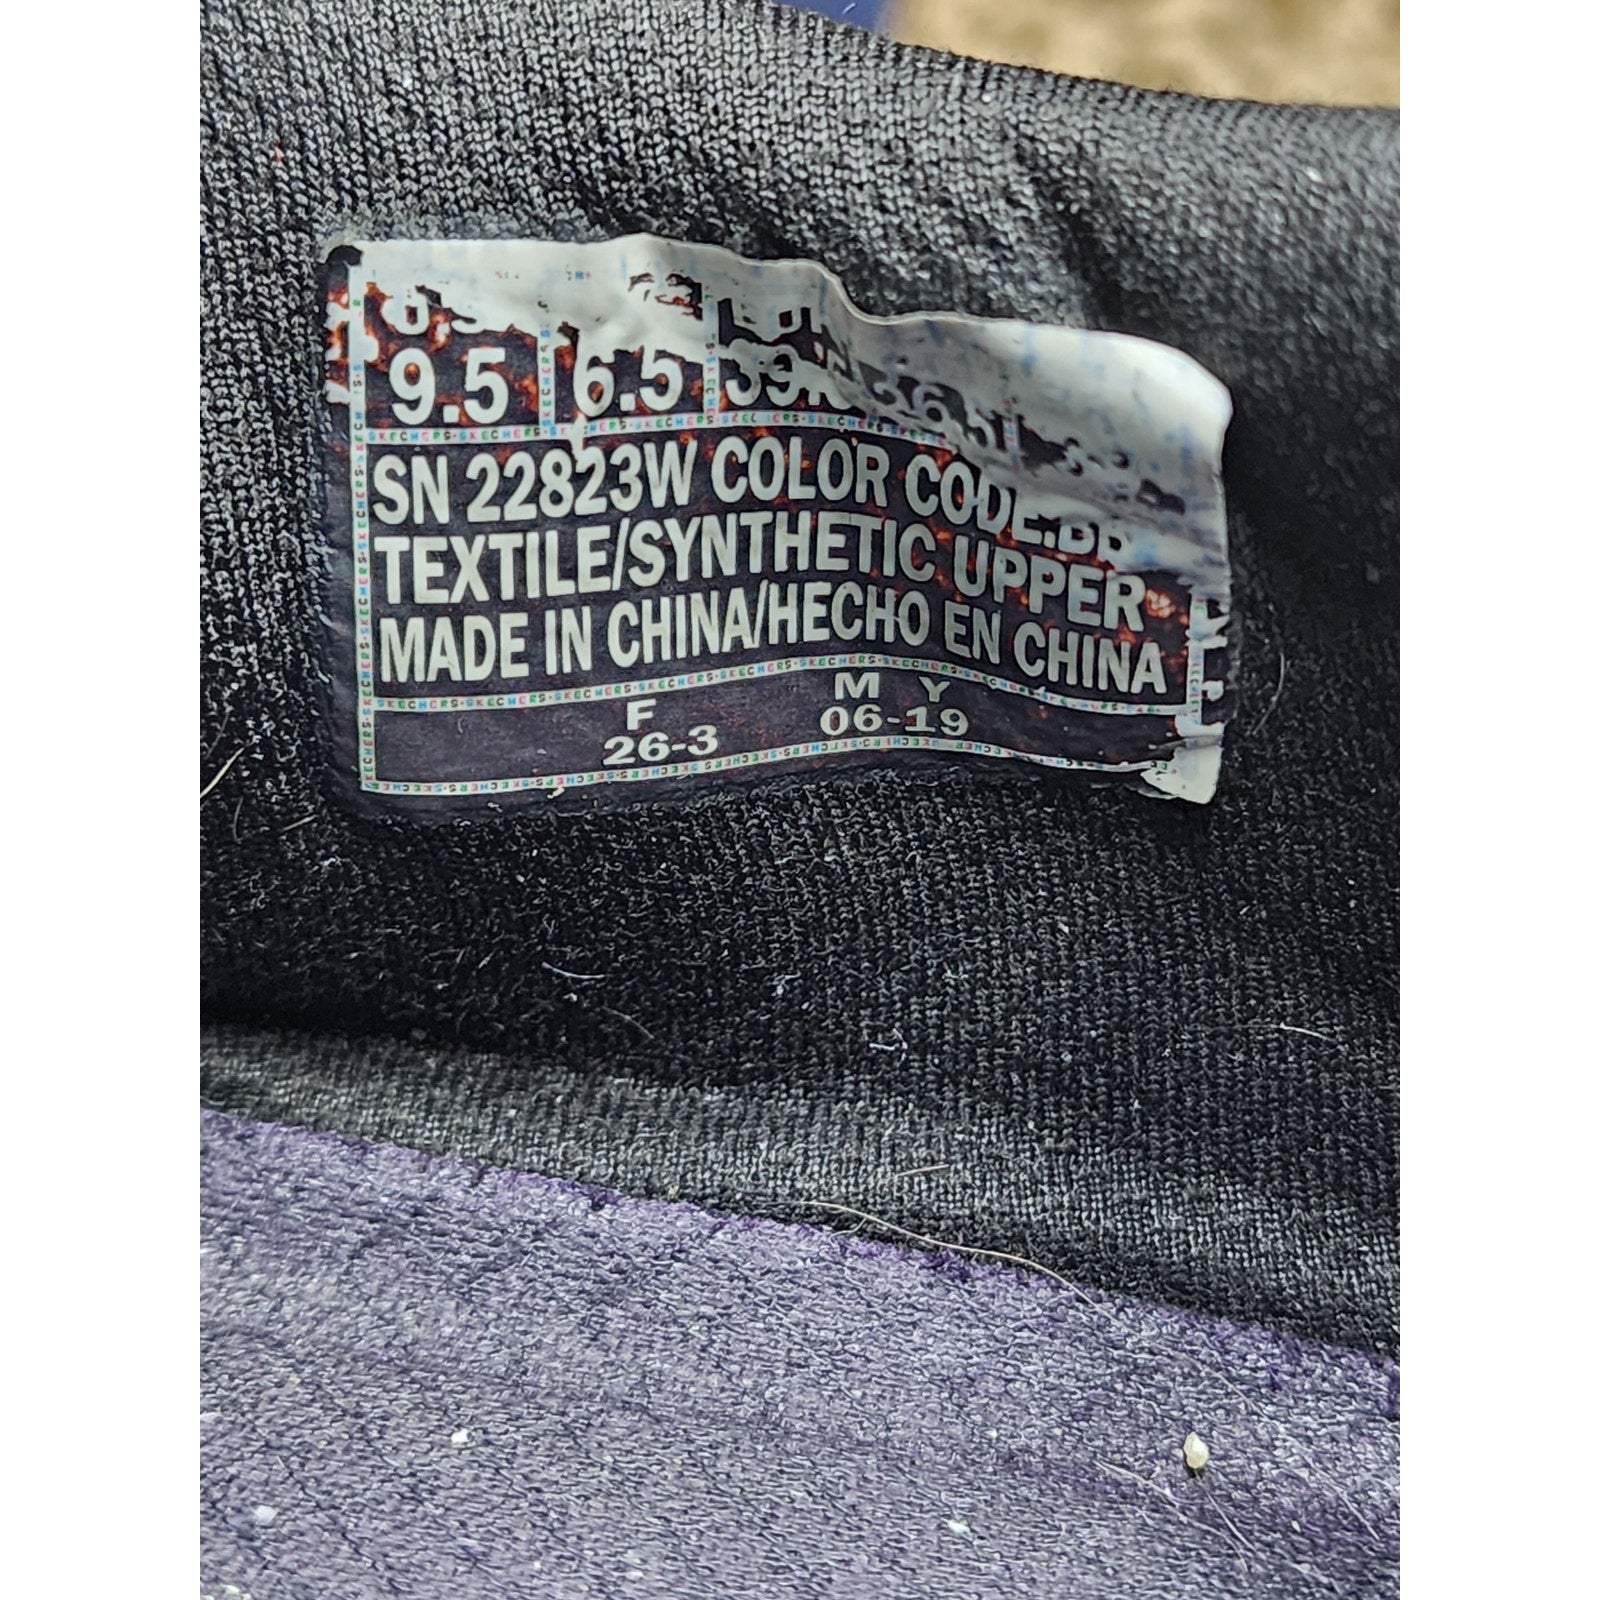 9.5 6.5
SN 22823W COLOR CODE:
TEXTILE/SYNTHETIC UPPER
MADE IN CHINA/HECHO EN CHINA
F M Y
26-3 06-19